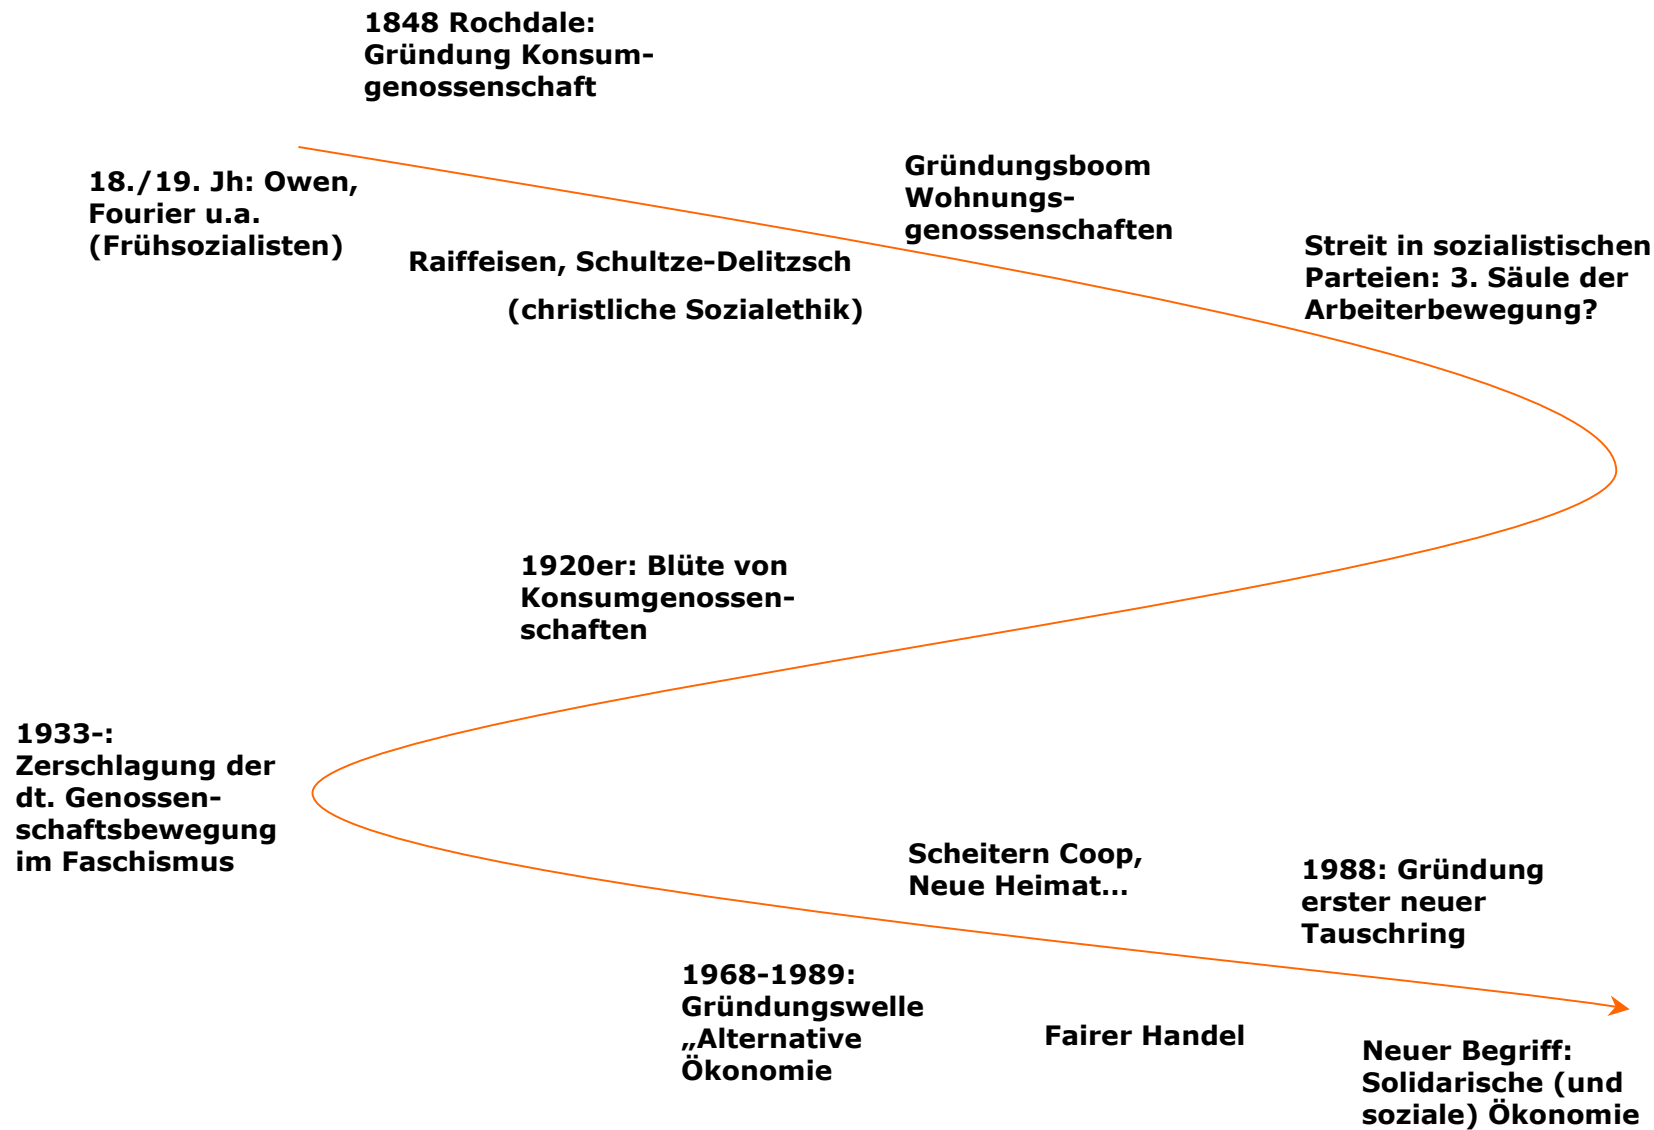 1848 Rochdale:
Gründung Konsum-
genossenschaft
18./19. Jh: Owen,
Fourier u.a.
(Frühsozialisten)
Raiffeisen, Schultze-Delitzsch
(christliche Sozialethik)
Gründungsboom
Wohnungs-
genossenschaften
Streit in sozialistischen
Parteien: 3. Säule der
Arbeiterbewegung?
1920er: Blüte von
Konsumgenossen-
schaften
1933-:
Zerschlagung der
dt. Genossen-
schaftsbewegung
im Faschismus
Scheitern Coop,
Neue Heimat…
1988: Gründung
erster neuer
Tauschring
1968-1989:
Gründungswelle
„Alternative
Ökonomie
Fairer Handel
Neuer Begriff:
Solidarische (und
soziale) Ökonomie